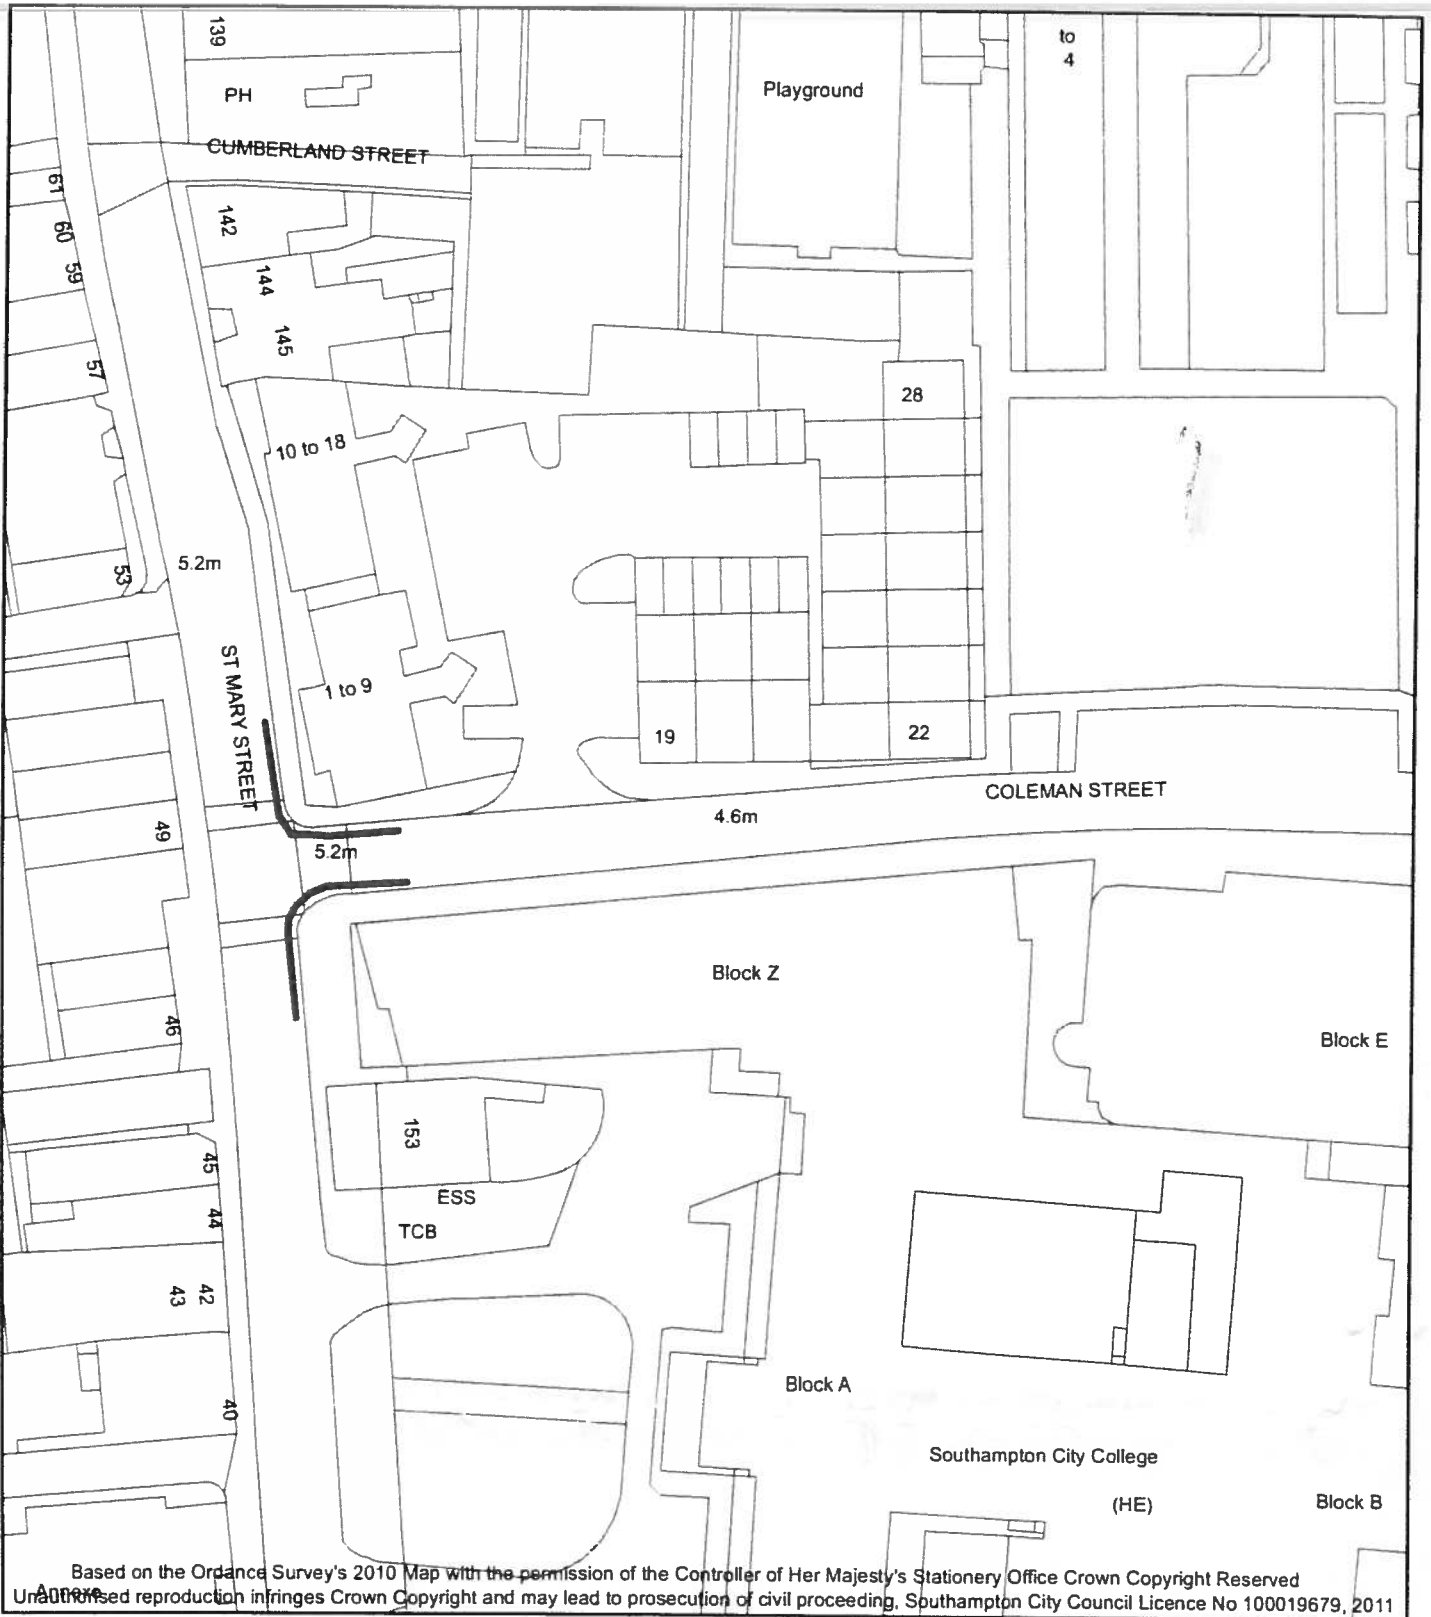 139
to
4
PH
Playground
CUMBERLAND STREET
61
142
60
59
144
145
57
28
10 to 18
5.2m
53
ST MARY STREET
1 to 9
19
22
COLEMAN STREET
4.6m
49
5.2m
Block Z
46
Block E
153
45
ESS
44
TCB
43
42
Block A
40
Southampton City College
(HE)
Block B
Based on the Ordance Survey's 2010 Map with the permission of the Controller of Her Majesty's Stationery Office Crown Copyright Reserved
Annexe
Unauthorised reproduction infringes Crown Copyright and may lead to prosecution of civil proceeding, Southampton City Council Licence No 100019679, 2011